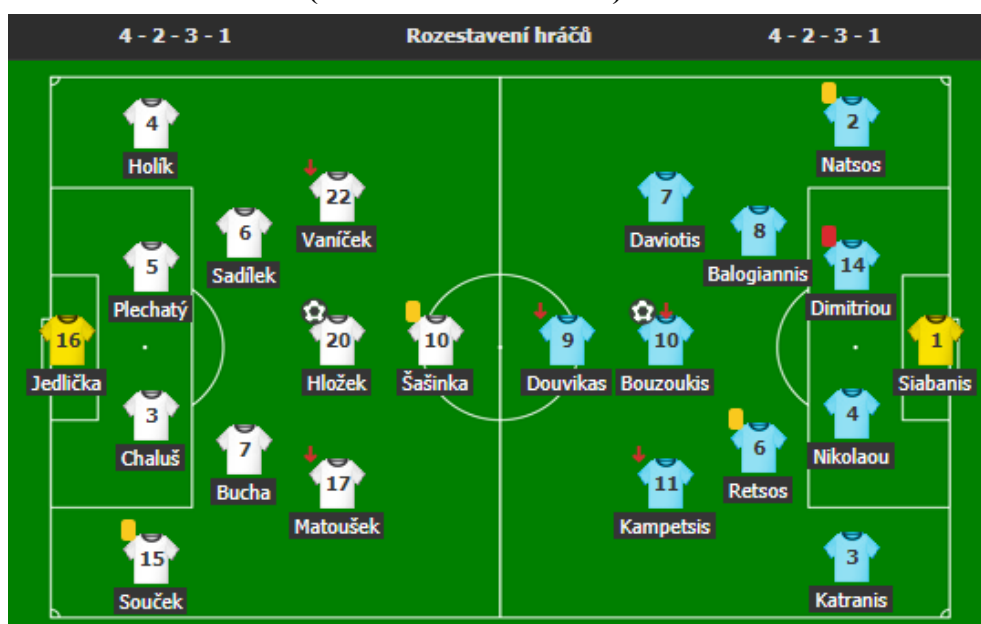 4 - 2 - 3 - 1 Rozestavení hráčů 4 - 2 - 3 - 1
4
Holík
2
Natsos
22
Vaníček
7
Daviotis
6
Sadílek
8
Balogiannis
5
Plechatý
14
Dimitriou
16
Jedlička
20
Hložek
10
Šašinka
9
Douvikas
10
Bouzoukis
1
Siabanis
3
Chaluš
4
Nikolaou
7
Bucha
6
Retsos
17
Matoušek
11
Kampetsis
15
Souček
3
Katranis